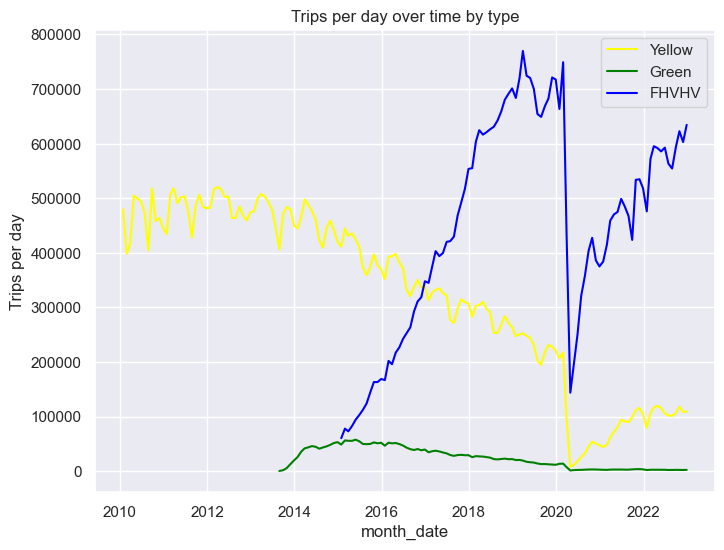 Trips per day over time by type
800000
700000
600000
500000
400000
300000
200000
100000
0
Trips per day
Yellow
Green
FHVHV
2010
2012
2014
2016
2018
2020
2022
month_date